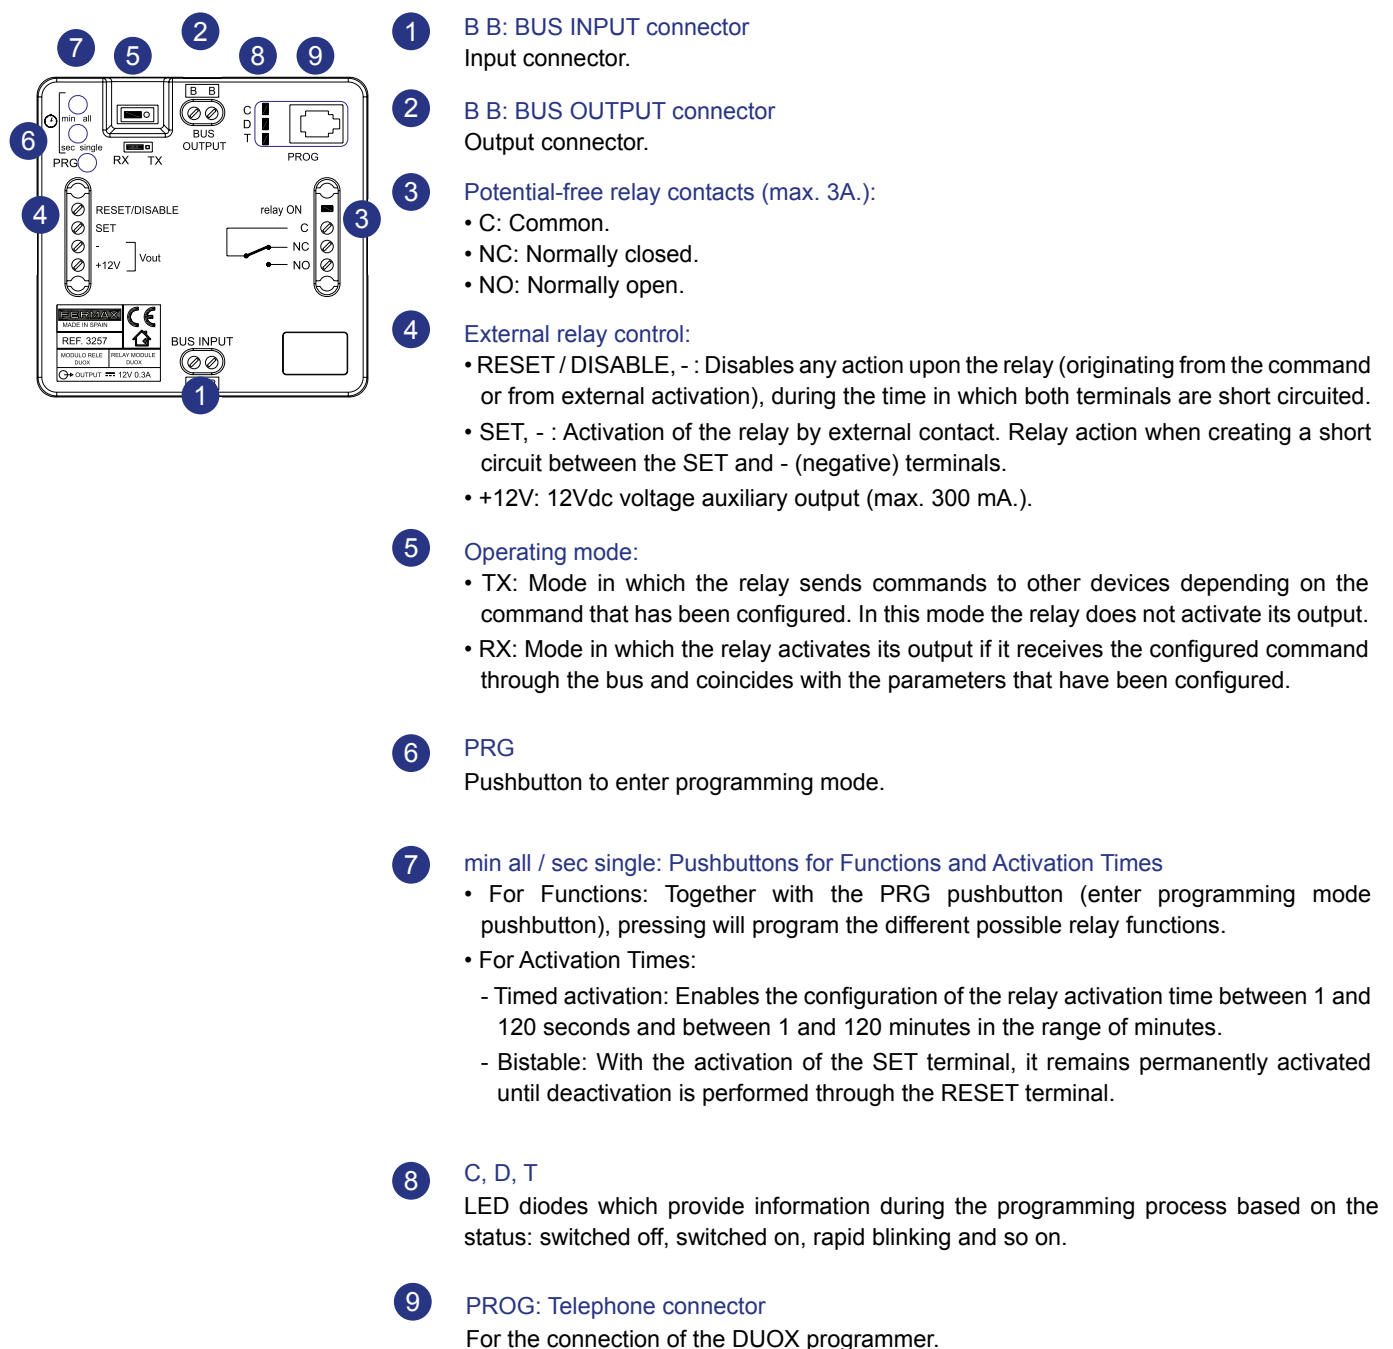 7
5
2
8
9
6
4
3
1
min all
sec single
PRG
RX TX
B B
BUS
OUTPUT
C
D
T
PROG
RESET/DISABLE
SET
-
+12V
Vout
relay ON
C
NC
NO
FERMAX
MADE IN SPAIN
REF. 3257
MODULO RELE
DUOX
RELAY MODULE
DUOX
OUTPUT 12V 0.3A
CE
BUS INPUT
1 B B: BUS INPUT connector
Input connector.
2 B B: BUS OUTPUT connector
Output connector.
3 Potential-free relay contacts (max. 3A.):
• C: Common.
• NC: Normally closed.
• NO: Normally open.
4 External relay control:
• RESET / DISABLE, - : Disables any action upon the relay (originating from the command
or from external activation), during the time in which both terminals are short circuited.
• SET, - : Activation of the relay by external contact. Relay action when creating a short
circuit between the SET and - (negative) terminals.
• +12V: 12Vdc voltage auxiliary output (max. 300 mA.).
5 Operating mode:
• TX: Mode in which the relay sends commands to other devices depending on the
command that has been configured. In this mode the relay does not activate its output.
• RX: Mode in which the relay activates its output if it receives the configured command
through the bus and coincides with the parameters that have been configured.
6 PRG
Pushbutton to enter programming mode.
7 min all / sec single: Pushbuttons for Functions and Activation Times
• For Functions: Together with the PRG pushbutton (enter programming mode
pushbutton), pressing will program the different possible relay functions.
• For Activation Times:
- Timed activation: Enables the configuration of the relay activation time between 1 and
120 seconds and between 1 and 120 minutes in the range of minutes.
- Bistable: With the activation of the SET terminal, it remains permanently activated
until deactivation is performed through the RESET terminal.
8 C, D, T
LED diodes which provide information during the programming process based on the
status: switched off, switched on, rapid blinking and so on.
9 PROG: Telephone connector
For the connection of the DUOX programmer.